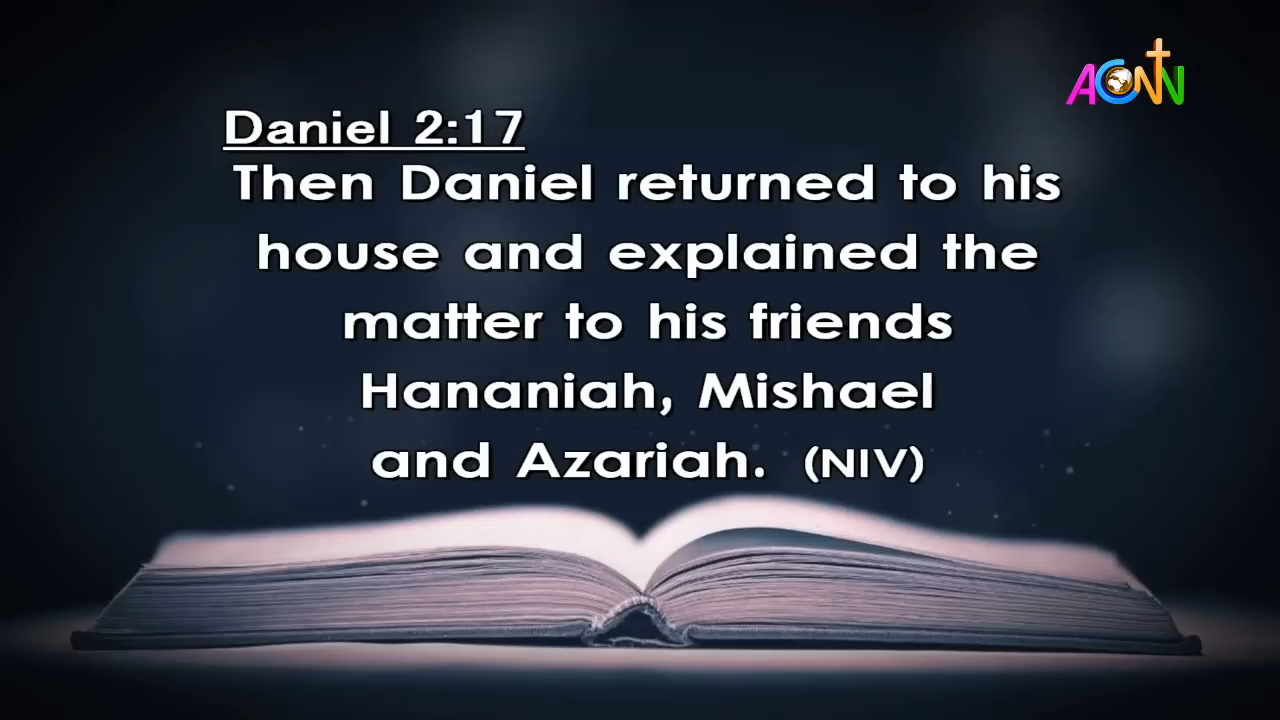 ACNN
Daniel 2:17
Then Daniel returned to his
house and explained the
matter to his friends
Hananiah, Mishael
and Azariah. (NIV)